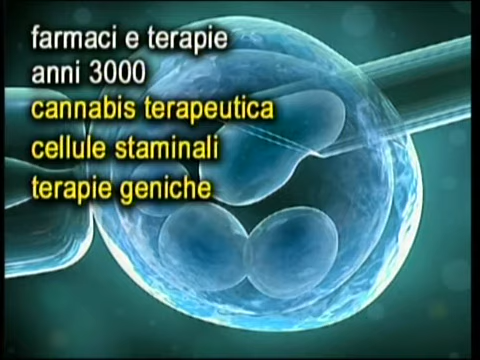 farmaci e terapie
anni 3000
cannabis terapeutica
cellule staminali
terapie geniche